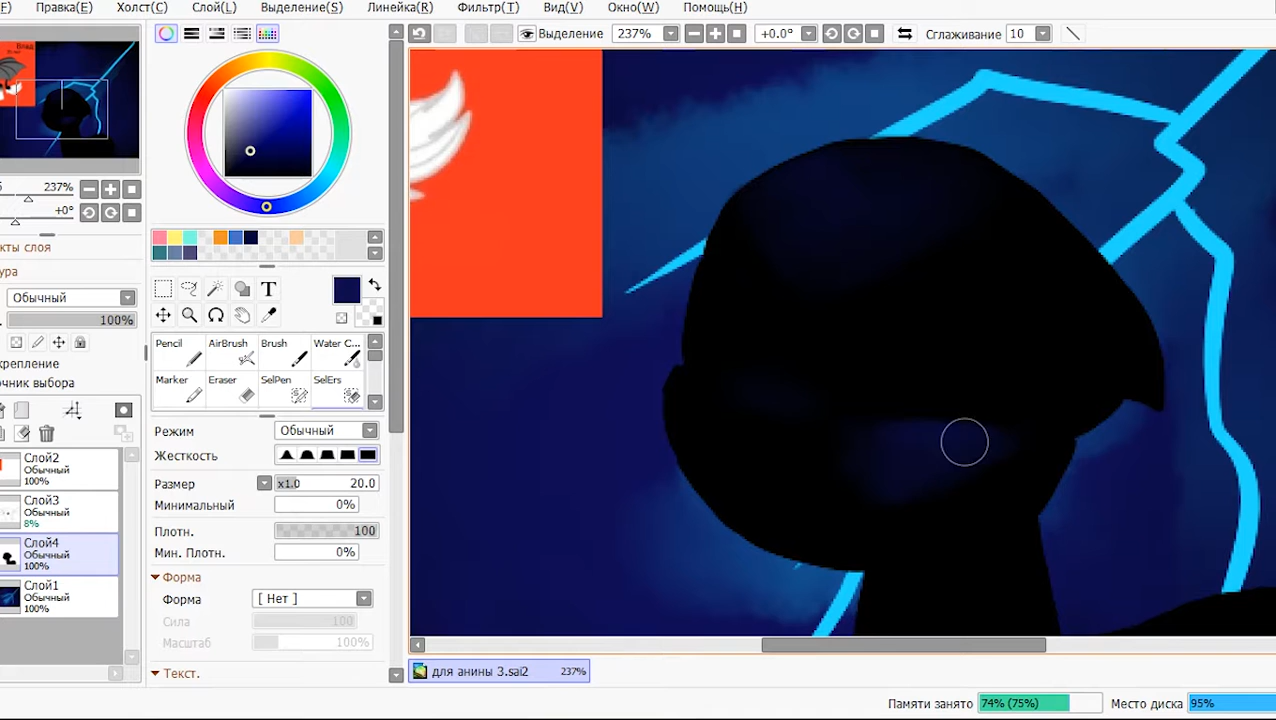 F) Правка(E) Холст(C) Слой(L) Выделение(S) Линейка(R) Фильтр(T) Вид(V) Окно(W) Помощь(H)
Выделение 237% +0.0° Сглаживание 10
237%
+0°
кты слоя
ура
Обычный
100%
крепление
чник выбора
Слой2
Обычный
100%
Слой3
Обычный
8%
Слой4
Обычный
100%
Слой1
Обычный
100%
T
Pencil AirBrush Brush Water C...
Marker Eraser SelPen SelErs
Режим Обычный
Жесткость
Размер x1.0 20.0
Минимальный 0%
Плотн. 100
Мин. Плотн. 0%
Форма
Форма [ Нет ]
Сила 100
Масштаб 100%
Текст.
для анины 3.sai2 237%
Памяти занято 74% (75%) Место диска 95%